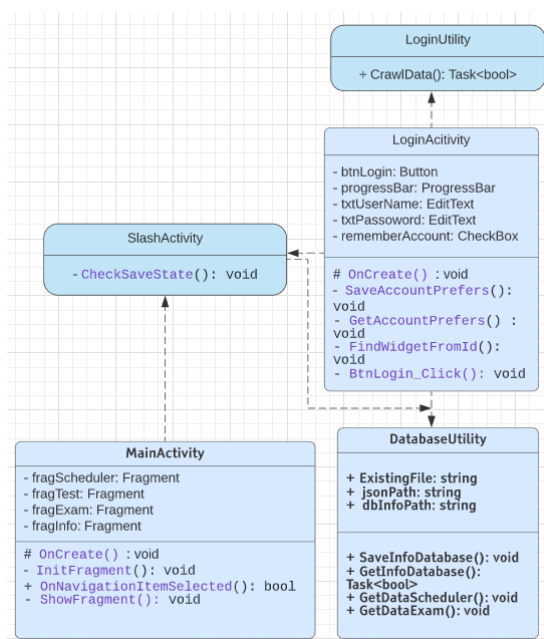 LoginUtility
÷ CrawlData(): Task<bool>
LoginAcitivity
- btnLogin: Button
- progressBar: ProgressBar
- txtUserName: EditText
- txtPassoword: EditText
- rememberAccount: CheckBox
# OnCreate() : void
- SaveAccountPrefers():
void
- GetAccountPrefers() :
void
- FindWidgetFromId():
void
- BtnLogin_Click(): void
SlashActivity
- CheckSaveState(): void
MainActivity
- fragScheduler: Fragment
- fragTest: Fragment
- fragExam: Fragment
- fragInfo: Fragment
# OnCreate() : void
- InitFragment(): void
+ OnNavigationItemSelected(): bool
- ShowFragment(): void
DatabaseUtility
+ ExistingFile: string
+ jsonPath: string
+ dbInfoPath: string
+ SaveInfoDatabase(): void
+ GetInfoDatabase():
Task<bool>
+ GetDataScheduler(): void
+ GetDataExam(): void